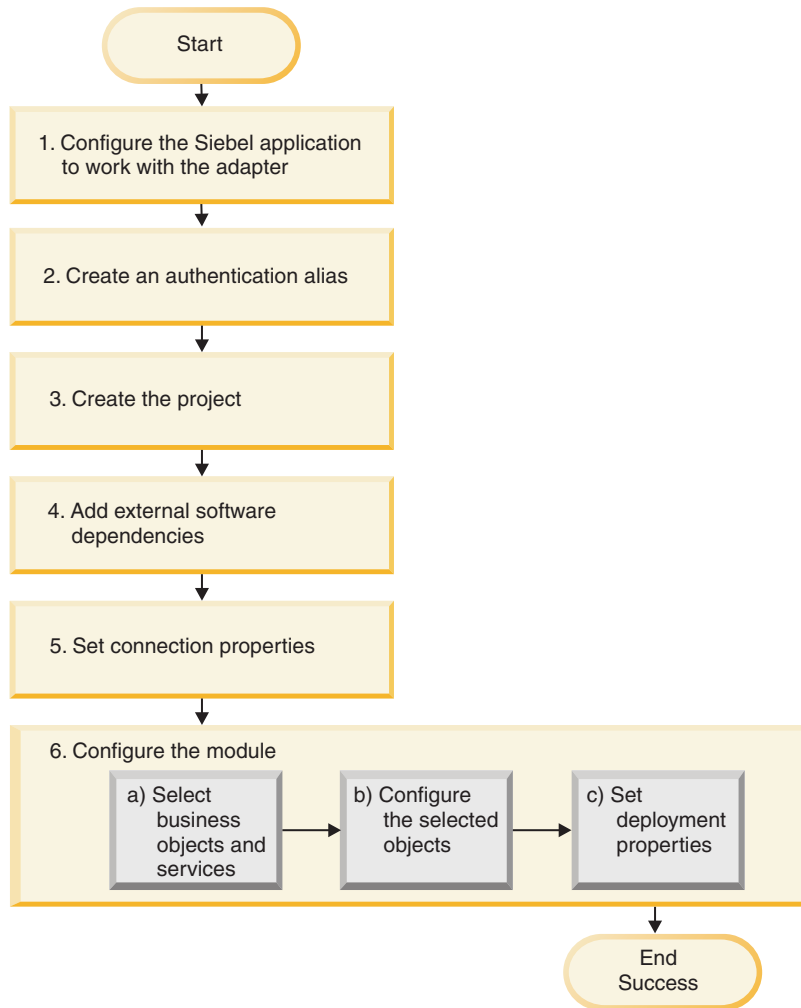 Start
1. Configure the Siebel application
to work with the adapter
2. Create an authentication alias
3. Create the project
4. Add external software
dependencies
5. Set connection properties
6. Configure the module
a) Select
business
objects and
services
b) Configure
the selected
objects
c) Set
deployment
properties
End
Success